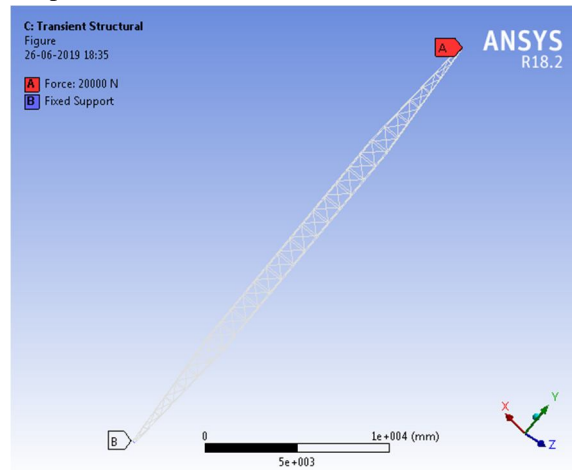 C: Transient Structural
Figure
26-06-2019 18:35
A Force: 20000 N
B Fixed Support
A
ANSYS
R18.2
B
0 1e+004 (mm)
5e+003
X Y
Z